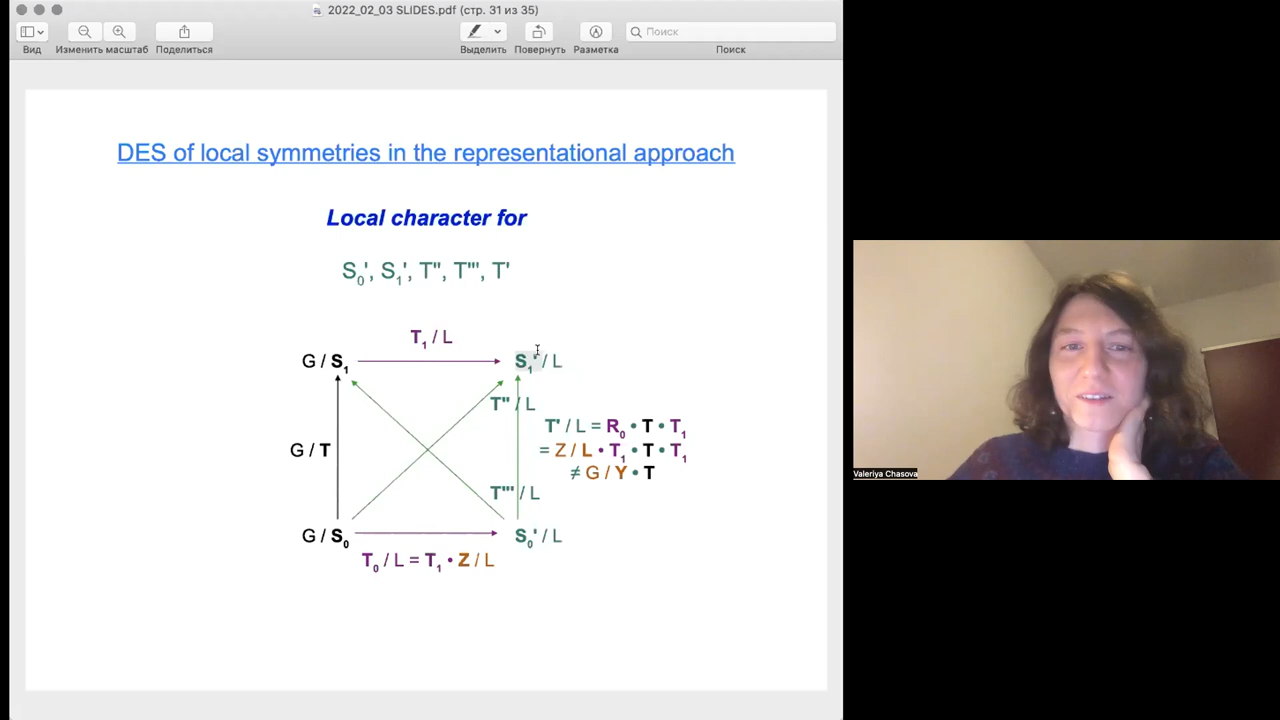 2022_02_03 SLIDES.pdf (стр. 31 из 35)
Вид
Изменить масштаб
Поделиться
Выделить
Повернуть
Разметка
Поиск
Поиск
DES of local symmetries in the representational approach
Local character for
S₀', S₁', T'', T''', T'
T₁ / L
G / S₁
S₁' / L
T'' / L
T' / L = R₀ • T • T₁
G / T
= Z / L • T₁ • T • T₁
≠ G / Y • T
T''' / L
G / S₀
S₀' / L
T₀ / L = T₁ • Z / L
Valeriya Chasova